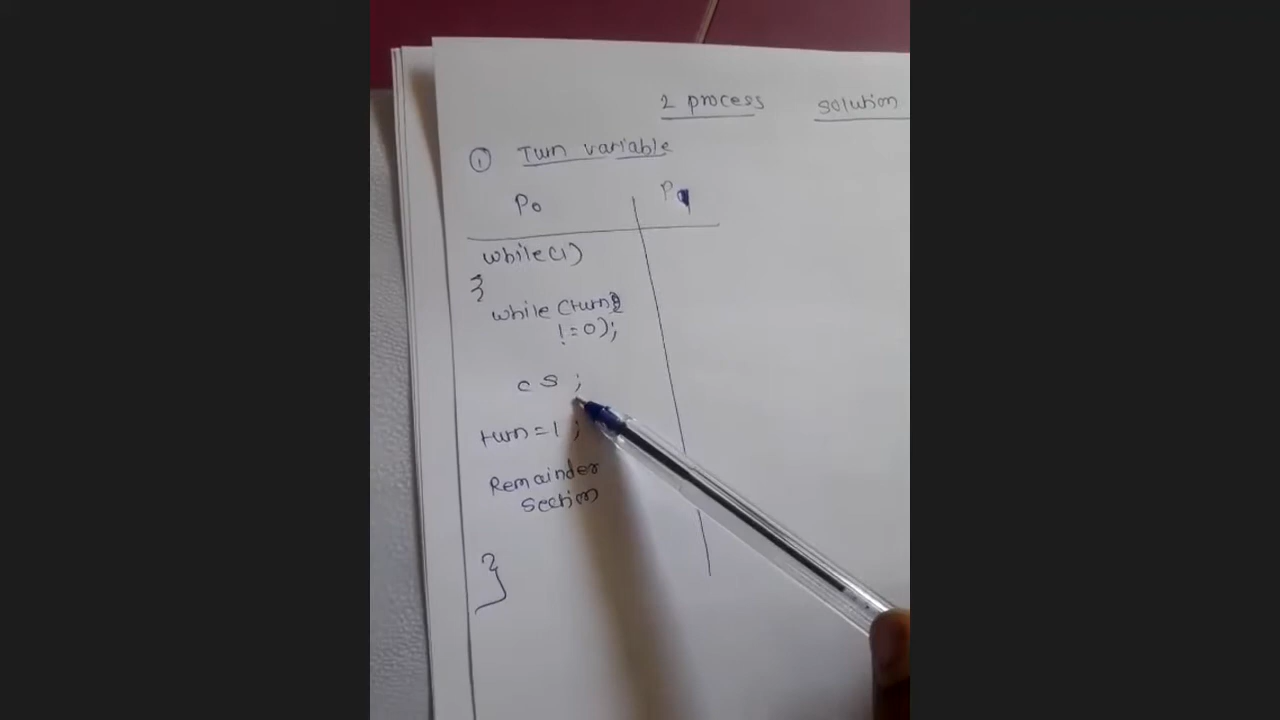 2 process solution
① Turn variable
P0 P
while(1)
{
while (turn
!=0);
cs ;
turn=1 ;
Remainder
section
}